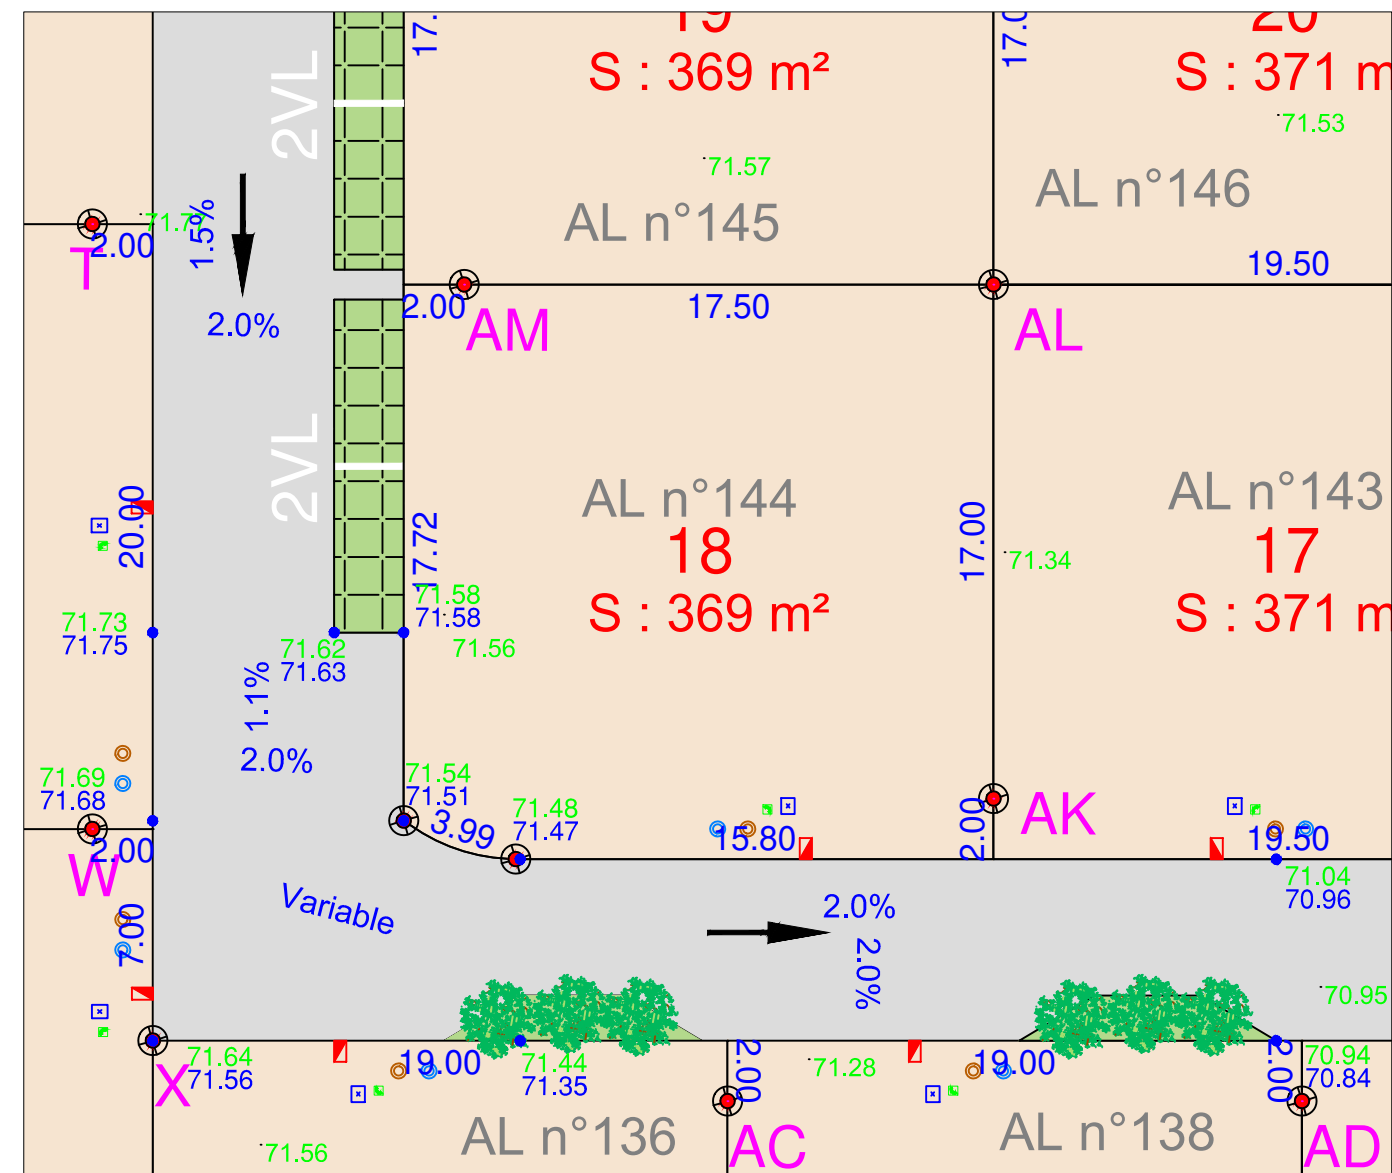 19
20
17.
17.0
S : 369 m²
S : 371 m
2VL
71.53
71.57
AL n°146
AL n°145
71.77
1.5%
2.00
T
19.50
2.00
17.50
2.0%
AM
AL
2VL
AL n°144
AL n°143
20.00
17.72
18
17.00
71.34
17
71.58
S : 369 m²
S : 371 m
71.58
71.73
71.75
71.62
71.63
71.56
1.1%
2.0%
71.69
71.68
71.54
71.51
71.48
71.47
3.99
15.80
2.00
AK
19.50
2.00
W
71.04
70.96
Variable
2.0%
7.00
2.0%
70.95
71.64
71.56
X
19.00
71.44
71.35
2.00
71.28
19.00
2.00
70.94
70.84
AL n°136
AC
AL n°138
AD
71.56